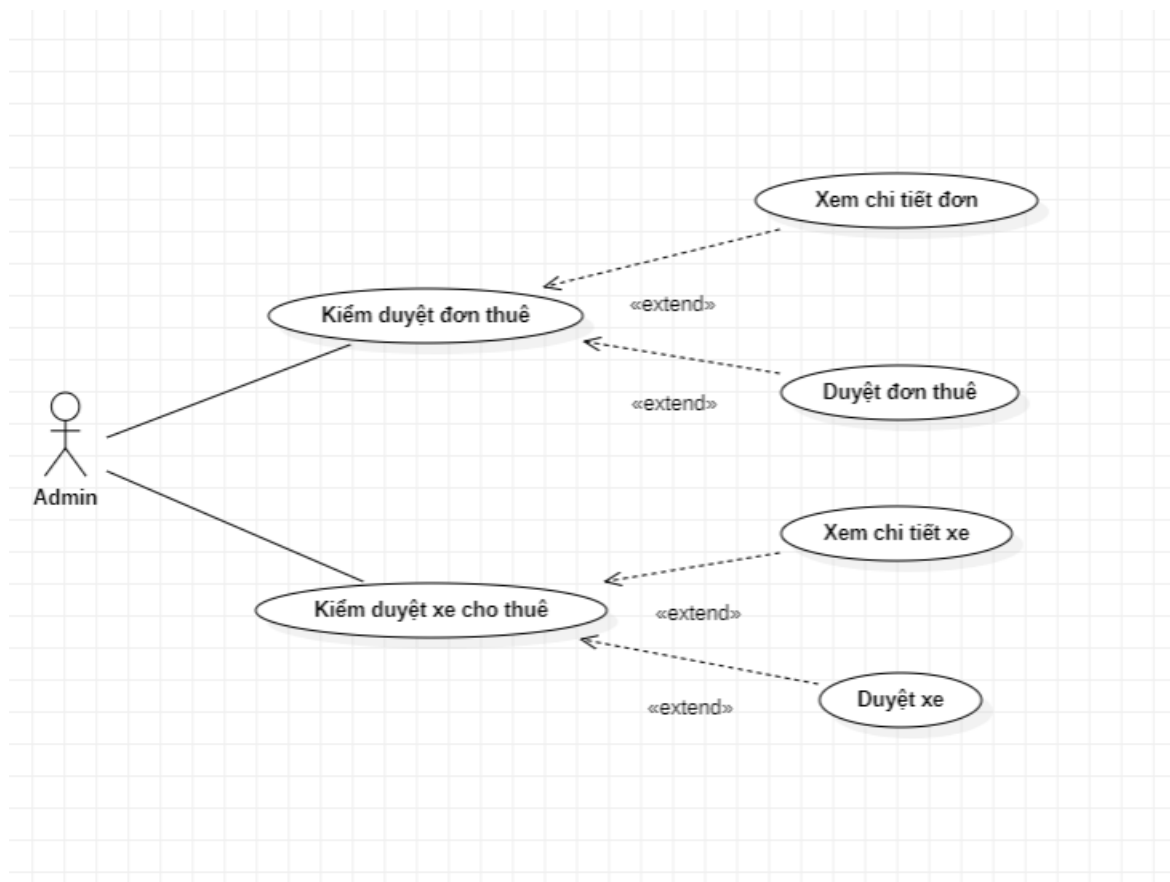 Xem chi tiết đơn
«extend»
Kiểm duyệt đơn thuê
Duyệt đơn thuê
«extend»
Admin
Xem chi tiết xe
Kiểm duyệt xe cho thuê
«extend»
Duyệt xe
«extend»